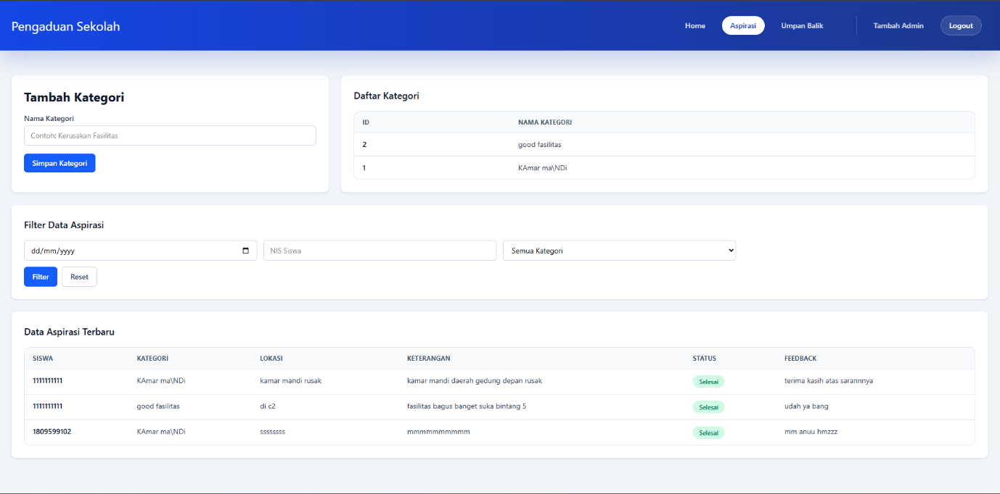 Pengaduan Sekolah
Home Aspirasi Umpan Balik Tambah Admin Logout
Tambah Kategori
Nama Kategori
Contoh: Kerusakan Fasilitas
Simpan Kategori
Daftar Kategori
ID NAMA KATEGORI
2 good fasilitas
1 KAmar ma\NDi
Filter Data Aspirasi
dd/mm/yyyy NIS Siswa Semua Kategori
Filter Reset
Data Aspirasi Terbaru
SISWA KATEGORI LOKASI KETERANGAN STATUS FEEDBACK
1111111111 KAmar ma\NDi kamar mandi rusak kamar mandi daerah gedung depan rusak Selesai terima kasih atas sarannnya
1111111111 good fasilitas di c2 fasilitas bagus banget suka bintang 5 Selesai udah ya bang
1809599102 KAmar ma\NDi ssssssss mmmmmmmmmm Selesai mm anuu hmzzz